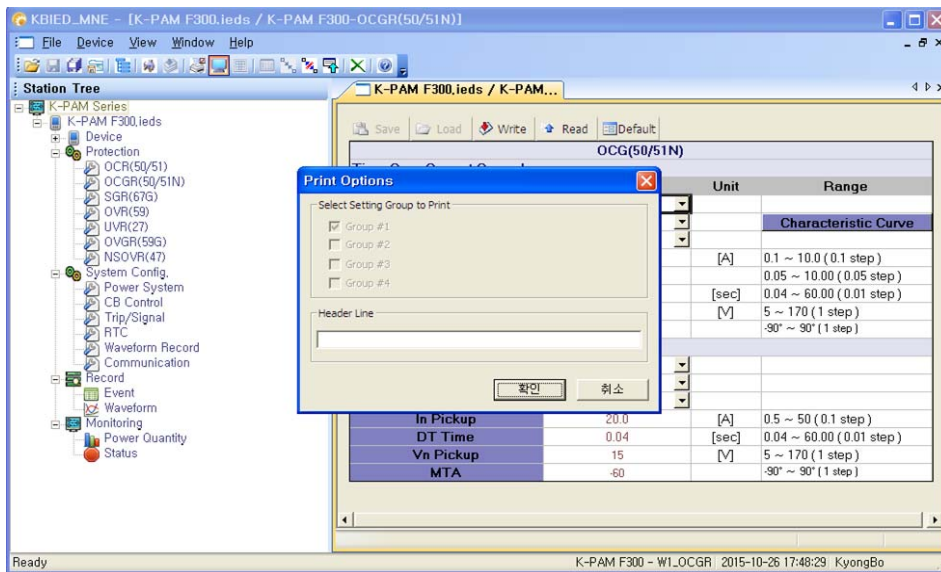 KBIED_MNE - [K-PAM F300.ieds / K-PAM F300-OCGR(50/51N)]
File Device View Window Help
Station Tree
K-PAM Series
K-PAM F300.ieds
Device
Protection
OCR(50/51)
OCGR(50/51N)
SGR(67G)
OVR(59)
UVR(27)
OVGR(59G)
NSOVR(47)
System Config.
Power System
CB Control
Trip/Signal
RTC
Waveform Record
Communication
Record
Event
Waveform
Monitoring
Power Quantity
Status
K-PAM F300.ieds / K-PAM...
Save Load Write Read Default
OCG(50/51N)
Unit Range
Characteristic Curve
[A] 0.1 ~ 10.0 ( 0.1 step )
0.05 ~ 10.00 ( 0.05 step )
[sec] 0.04 ~ 60.00 ( 0.01 step )
[V] 5 ~ 170 ( 1 step )
-90° ~ 90° ( 1 step )
In Pickup 20.0 [A] 0.5 ~ 50 ( 0.1 step )
DT Time 0.04 [sec] 0.04 ~ 60.00 ( 0.01 step )
Vn Pickup 15 [V] 5 ~ 170 ( 1 step )
MTA -60 -90° ~ 90° ( 1 step )
Print Options
Select Setting Group to Print
Group #1
Group #2
Group #3
Group #4
Header Line
확인 취소
Ready K-PAM F300 - W1_OCGR 2015-10-26 17:48:29 KyongBo